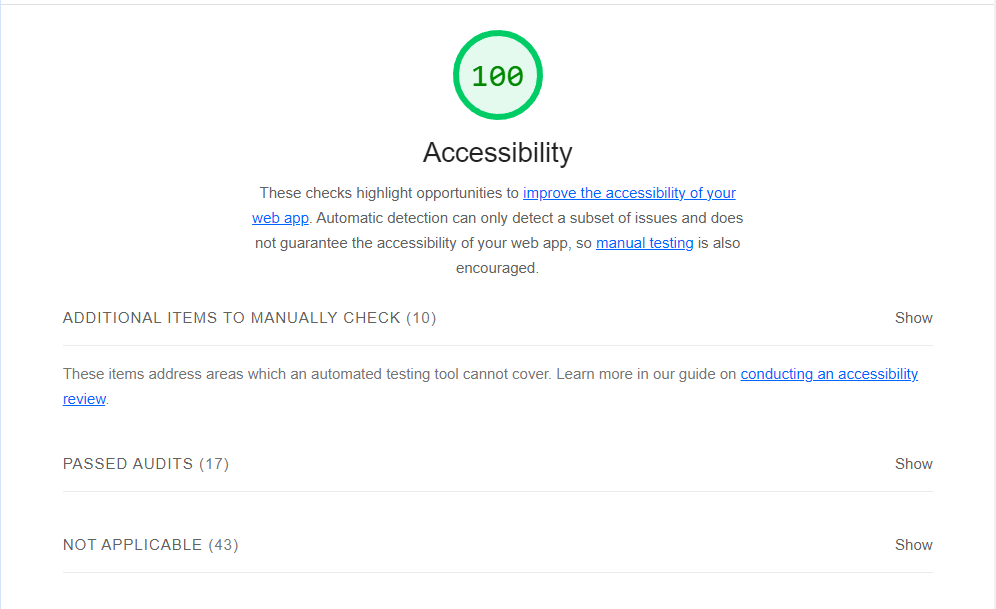 100
Accessibility
These checks highlight opportunities to improve the accessibility of your
web app. Automatic detection can only detect a subset of issues and does
not guarantee the accessibility of your web app, so manual testing is also
encouraged.
ADDITIONAL ITEMS TO MANUALLY CHECK (10) Show
These items address areas which an automated testing tool cannot cover. Learn more in our guide on conducting an accessibility
review.
PASSED AUDITS (17) Show
NOT APPLICABLE (43) Show